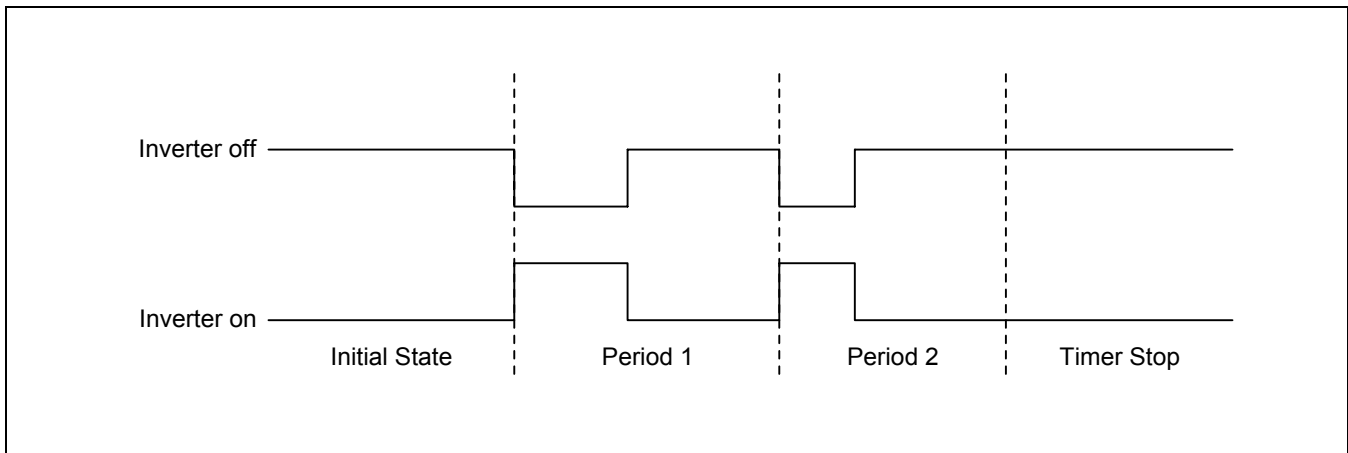 Inverter off
Inverter on
Initial State
Period 1
Period 2
Timer Stop